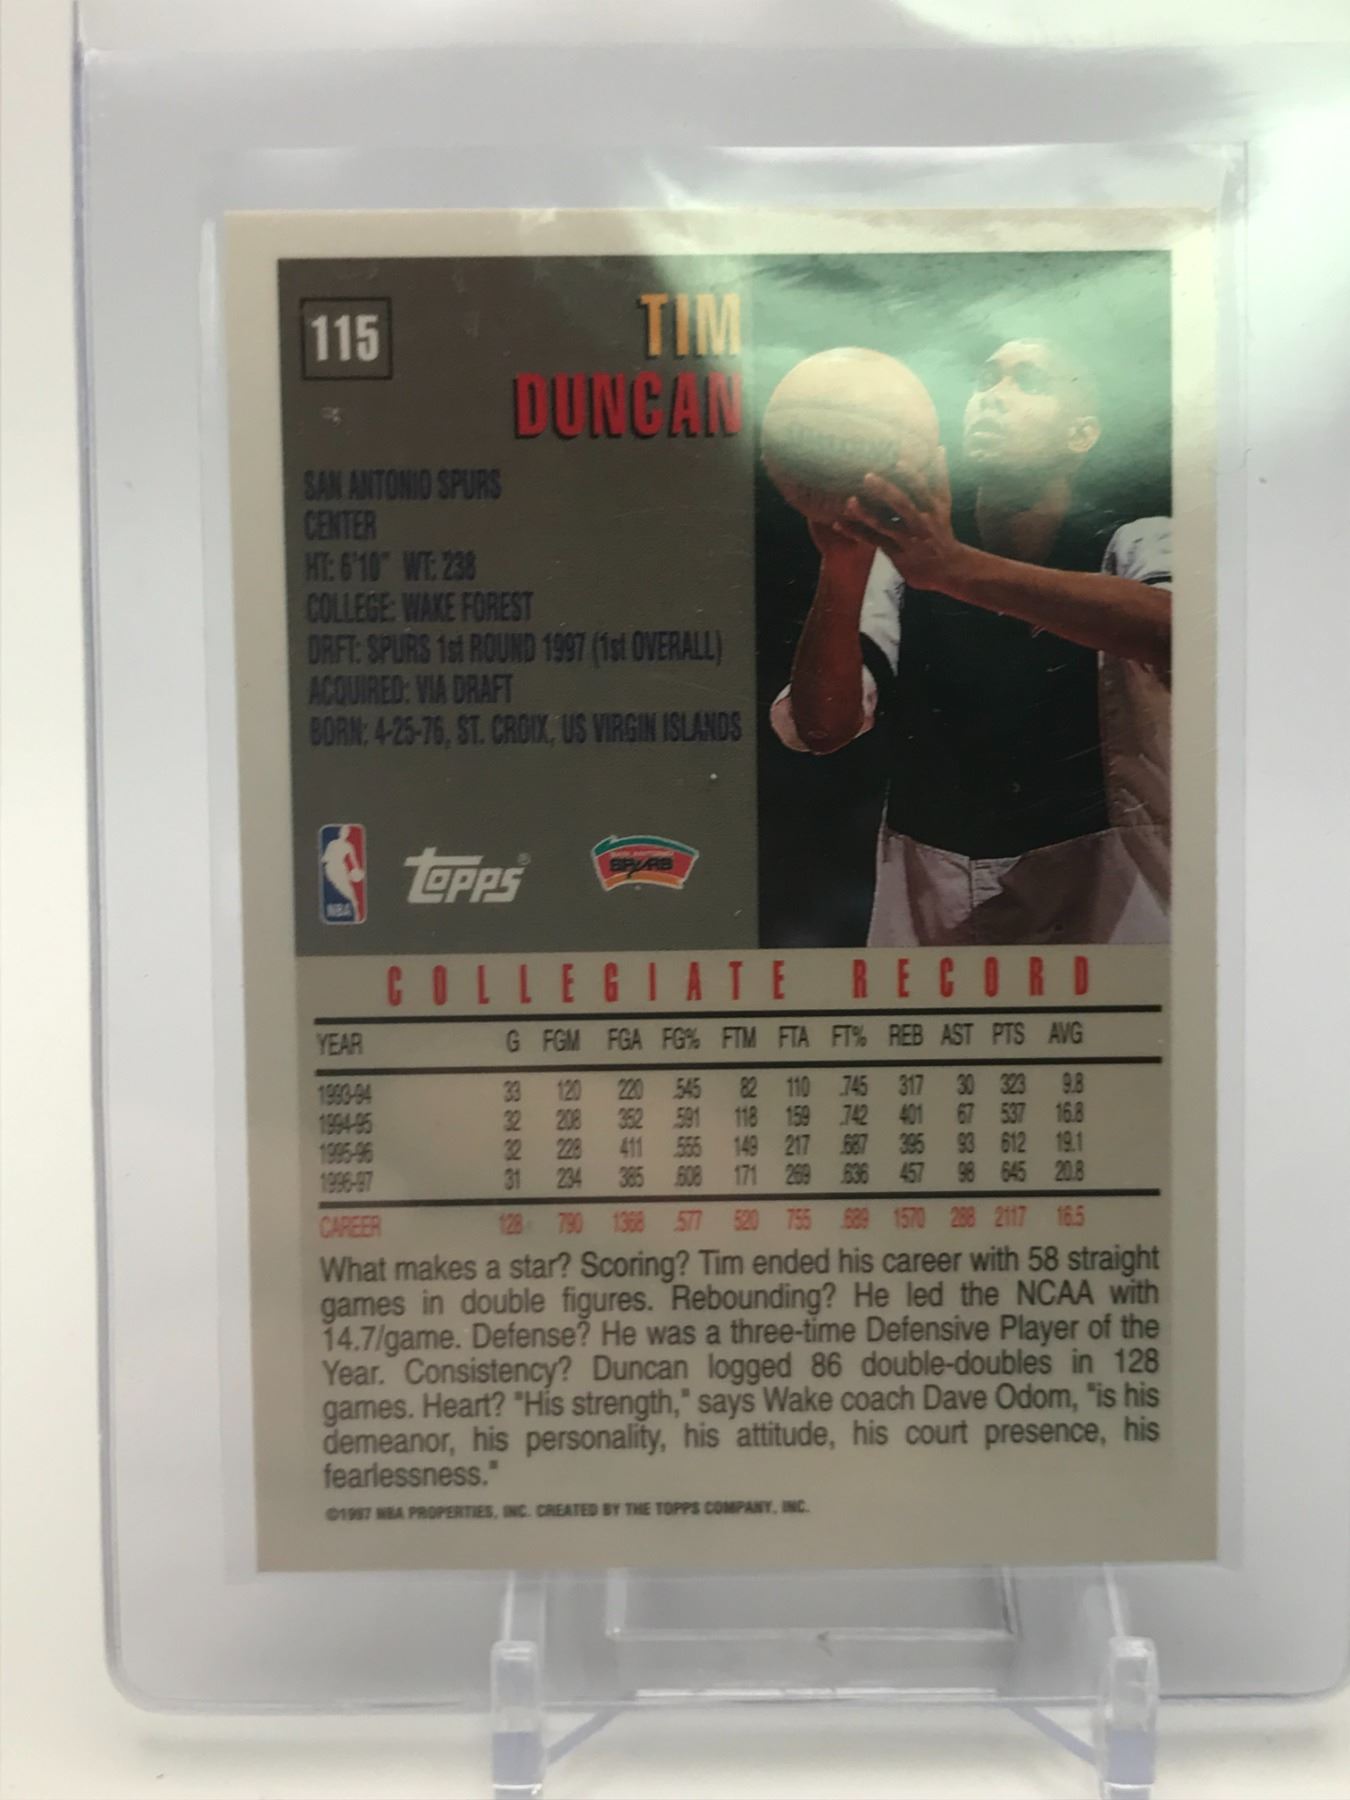 115
TIM
DUNCAN
SAN ANTONIO SPURS
CENTER
HT: 6'10" WT: 238
COLLEGE: WAKE FOREST
DRFT: SPURS 1st ROUND 1997 (1st OVERALL)
ACQUIRED: VIA DRAFT
BORN: 4-25-76, ST. CROIX, US VIRGIN ISLANDS
NBA
TOPPS®
SAN ANTONIO
SPURS
COLLEGIATE RECORD
YEAR G FGM FGA FG% FTM FTA FT% REB AST PTS AVG
1993-94 33 120 220 .545 82 110 .745 317 30 323 9.8
1994-95 32 208 352 .591 118 159 .742 401 67 537 16.8
1995-96 32 228 411 .555 149 217 .687 395 93 612 19.1
1996-97 31 234 385 .608 171 269 .636 457 98 645 20.8
CAREER 128 790 1368 .577 520 755 .689 1570 288 2117 16.5
What makes a star? Scoring? Tim ended his career with 58 straight
games in double figures. Rebounding? He led the NCAA with
14.7/game. Defense? He was a three-time Defensive Player of the
Year. Consistency? Duncan logged 86 double-doubles in 128
games. Heart? "His strength," says Wake coach Dave Odom, "is his
demeanor, his personality, his attitude, his court presence, his
fearlessness."
©1997 NBA PROPERTIES, INC. CREATED BY THE TOPPS COMPANY, INC.